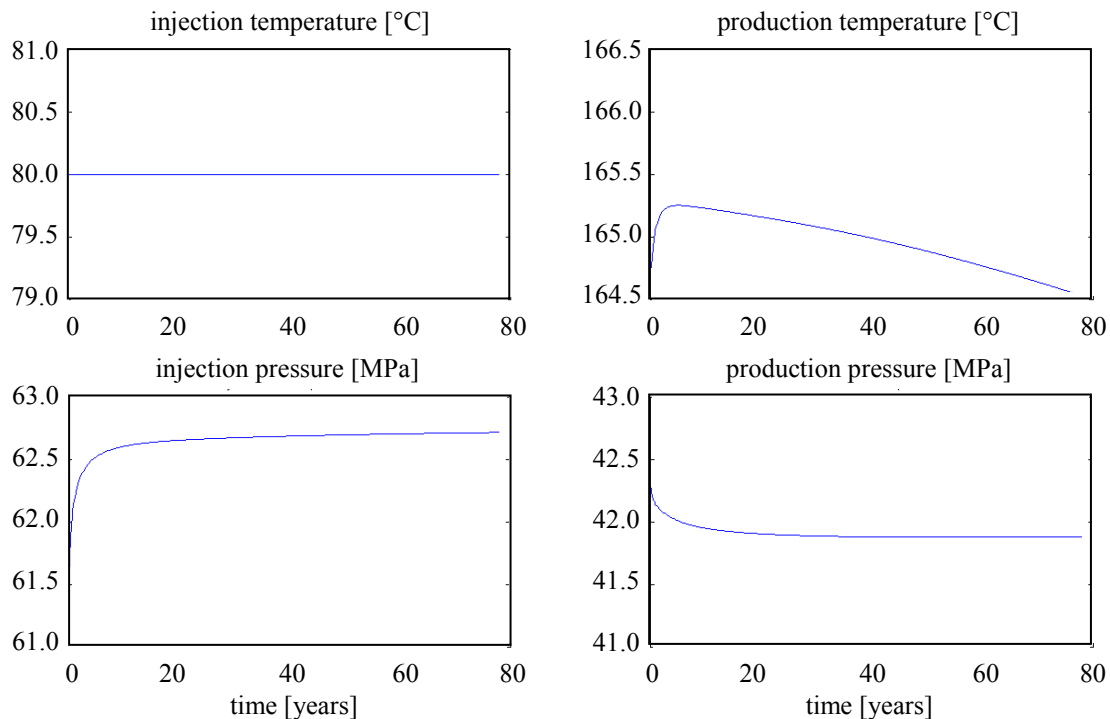 injection temperature [°C]
81.0
80.5
80.0
79.5
79.0
0 20 40 60 80
production temperature [°C]
166.5
166.0
165.5
165.0
164.5
0 20 40 60 80
injection pressure [MPa]
63.0
62.5
62.0
61.5
61.0
0 20 40 60 80
time [years]
production pressure [MPa]
43.0
42.5
42.0
41.5
41.0
0 20 40 60 80
time [years]